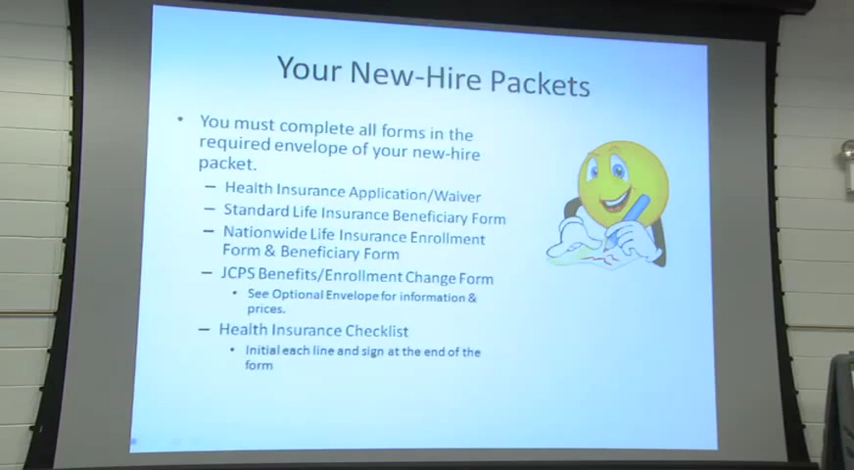 Your New-Hire Packets
• You must complete all forms in the
required envelope of your new-hire
packet.
– Health Insurance Application/Waiver
– Standard Life Insurance Beneficiary Form
– Nationwide Life Insurance Enrollment
Form & Beneficiary Form
– JCPS Benefits/Enrollment Change Form
• See Optional Envelope for information &
prices.
– Health Insurance Checklist
• Initial each line and sign at the end of the
form